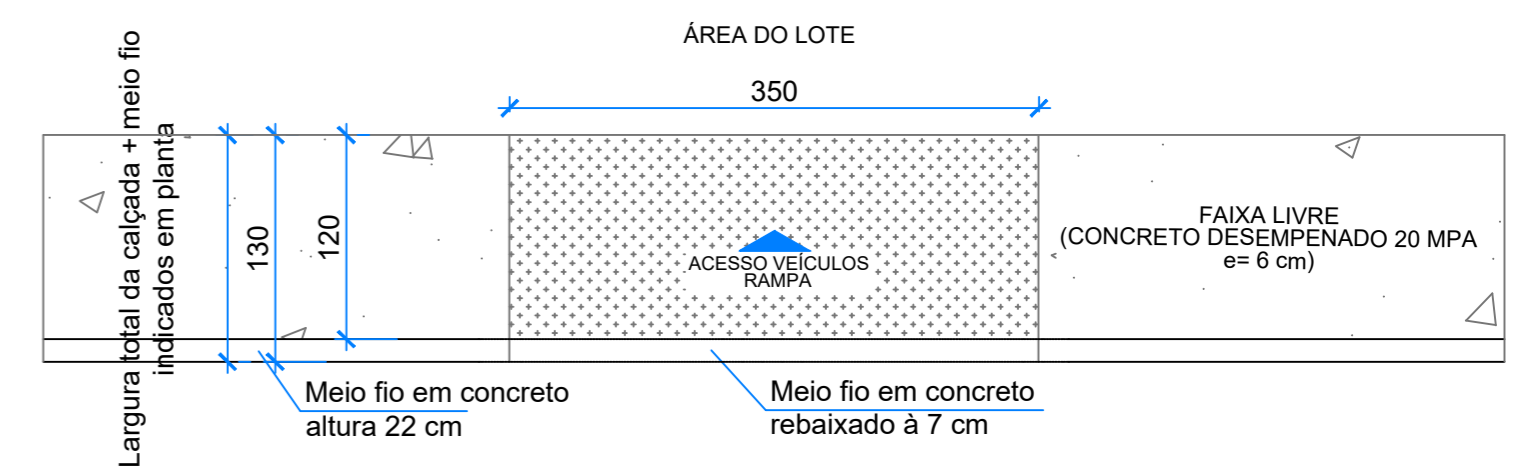 ÁREA DO LOTE
350
Largura total da calçada + meio fio
indicados em planta
130
120
ACESSO VEÍCULOS
RAMPA
FAIXA LIVRE
(CONCRETO DESEMPENADO 20 MPA
e= 6 cm)
Meio fio em concreto
altura 22 cm
Meio fio em concreto
rebaixado à 7 cm